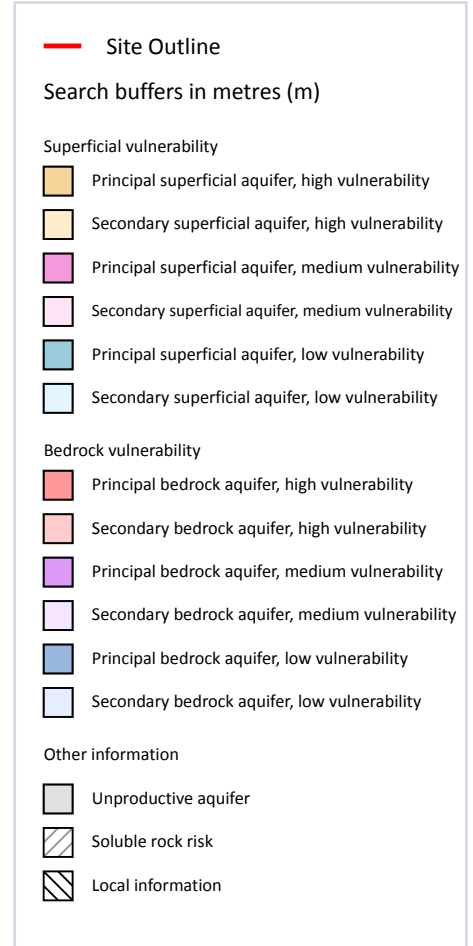 Site Outline
Search buffers in metres (m)
Superficial vulnerability
Principal superficial aquifer, high vulnerability
Secondary superficial aquifer, high vulnerability
Principal superficial aquifer, medium vulnerability
Secondary superficial aquifer, medium vulnerability
Principal superficial aquifer, low vulnerability
Secondary superficial aquifer, low vulnerability
Bedrock vulnerability
Principal bedrock aquifer, high vulnerability
Secondary bedrock aquifer, high vulnerability
Principal bedrock aquifer, medium vulnerability
Secondary bedrock aquifer, medium vulnerability
Principal bedrock aquifer, low vulnerability
Secondary bedrock aquifer, low vulnerability
Other information
Unproductive aquifer
Soluble rock risk
Local information